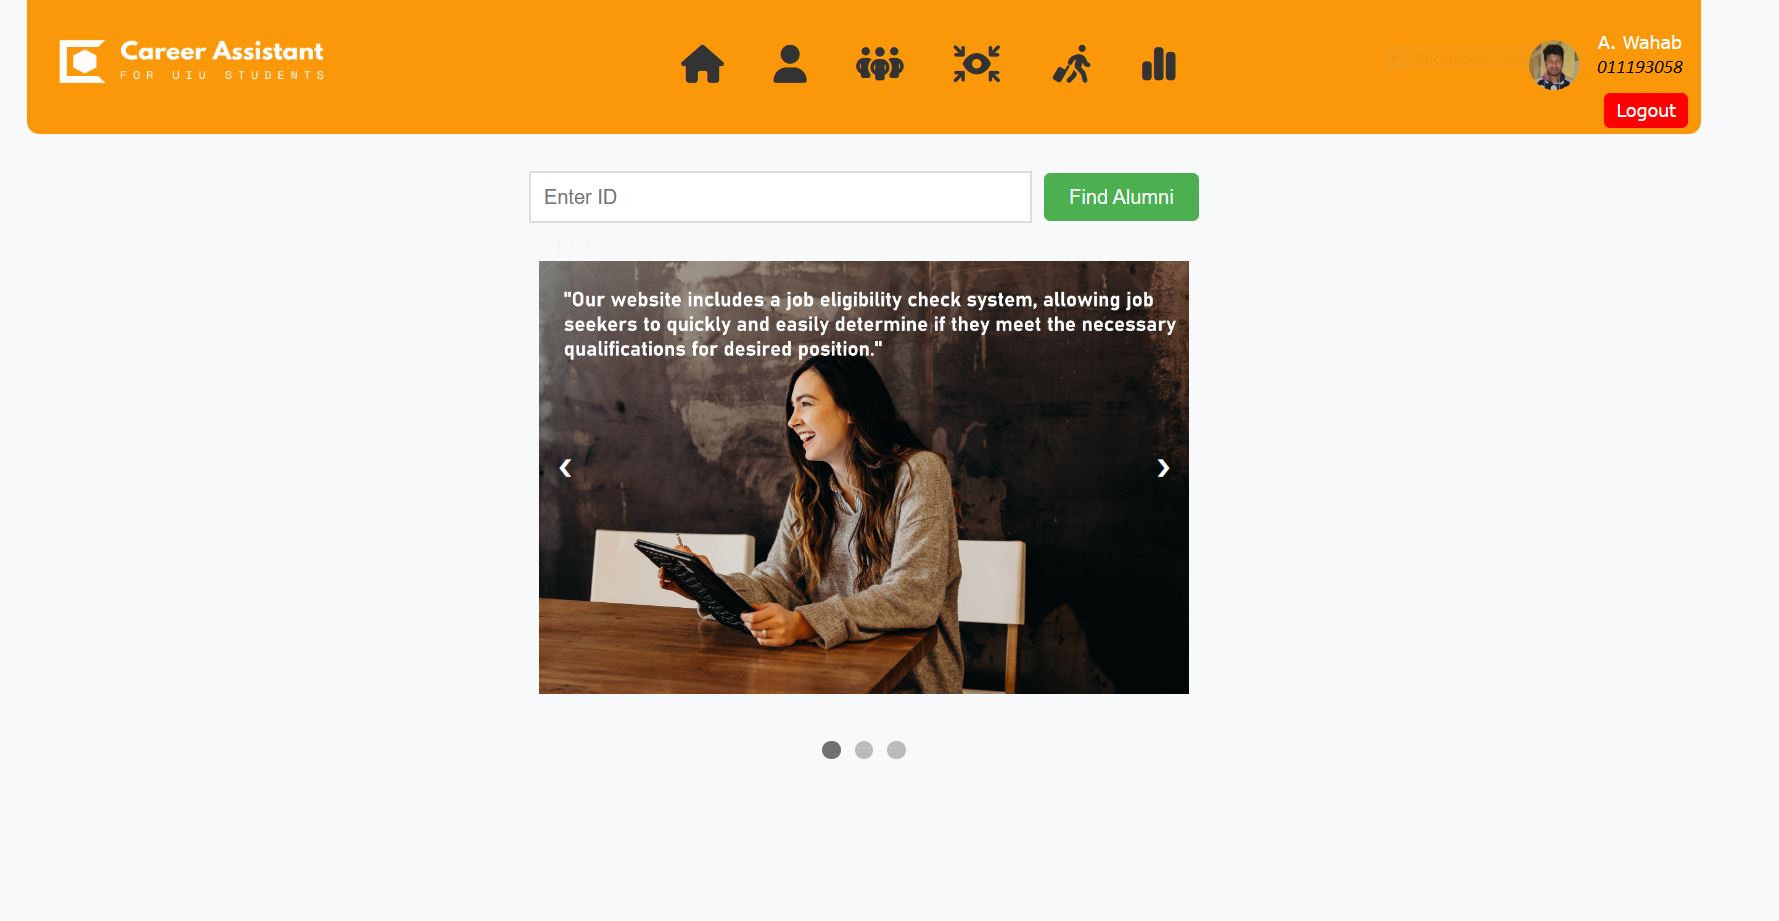 Career Assistant
FOR UIU STUDENTS
Rectangular Snip
A. Wahab
011193058
Logout
Enter ID
Find Alumni
1 / 3
"Our website includes a job eligibility check system, allowing job
seekers to quickly and easily determine if they meet the necessary
qualifications for desired position."